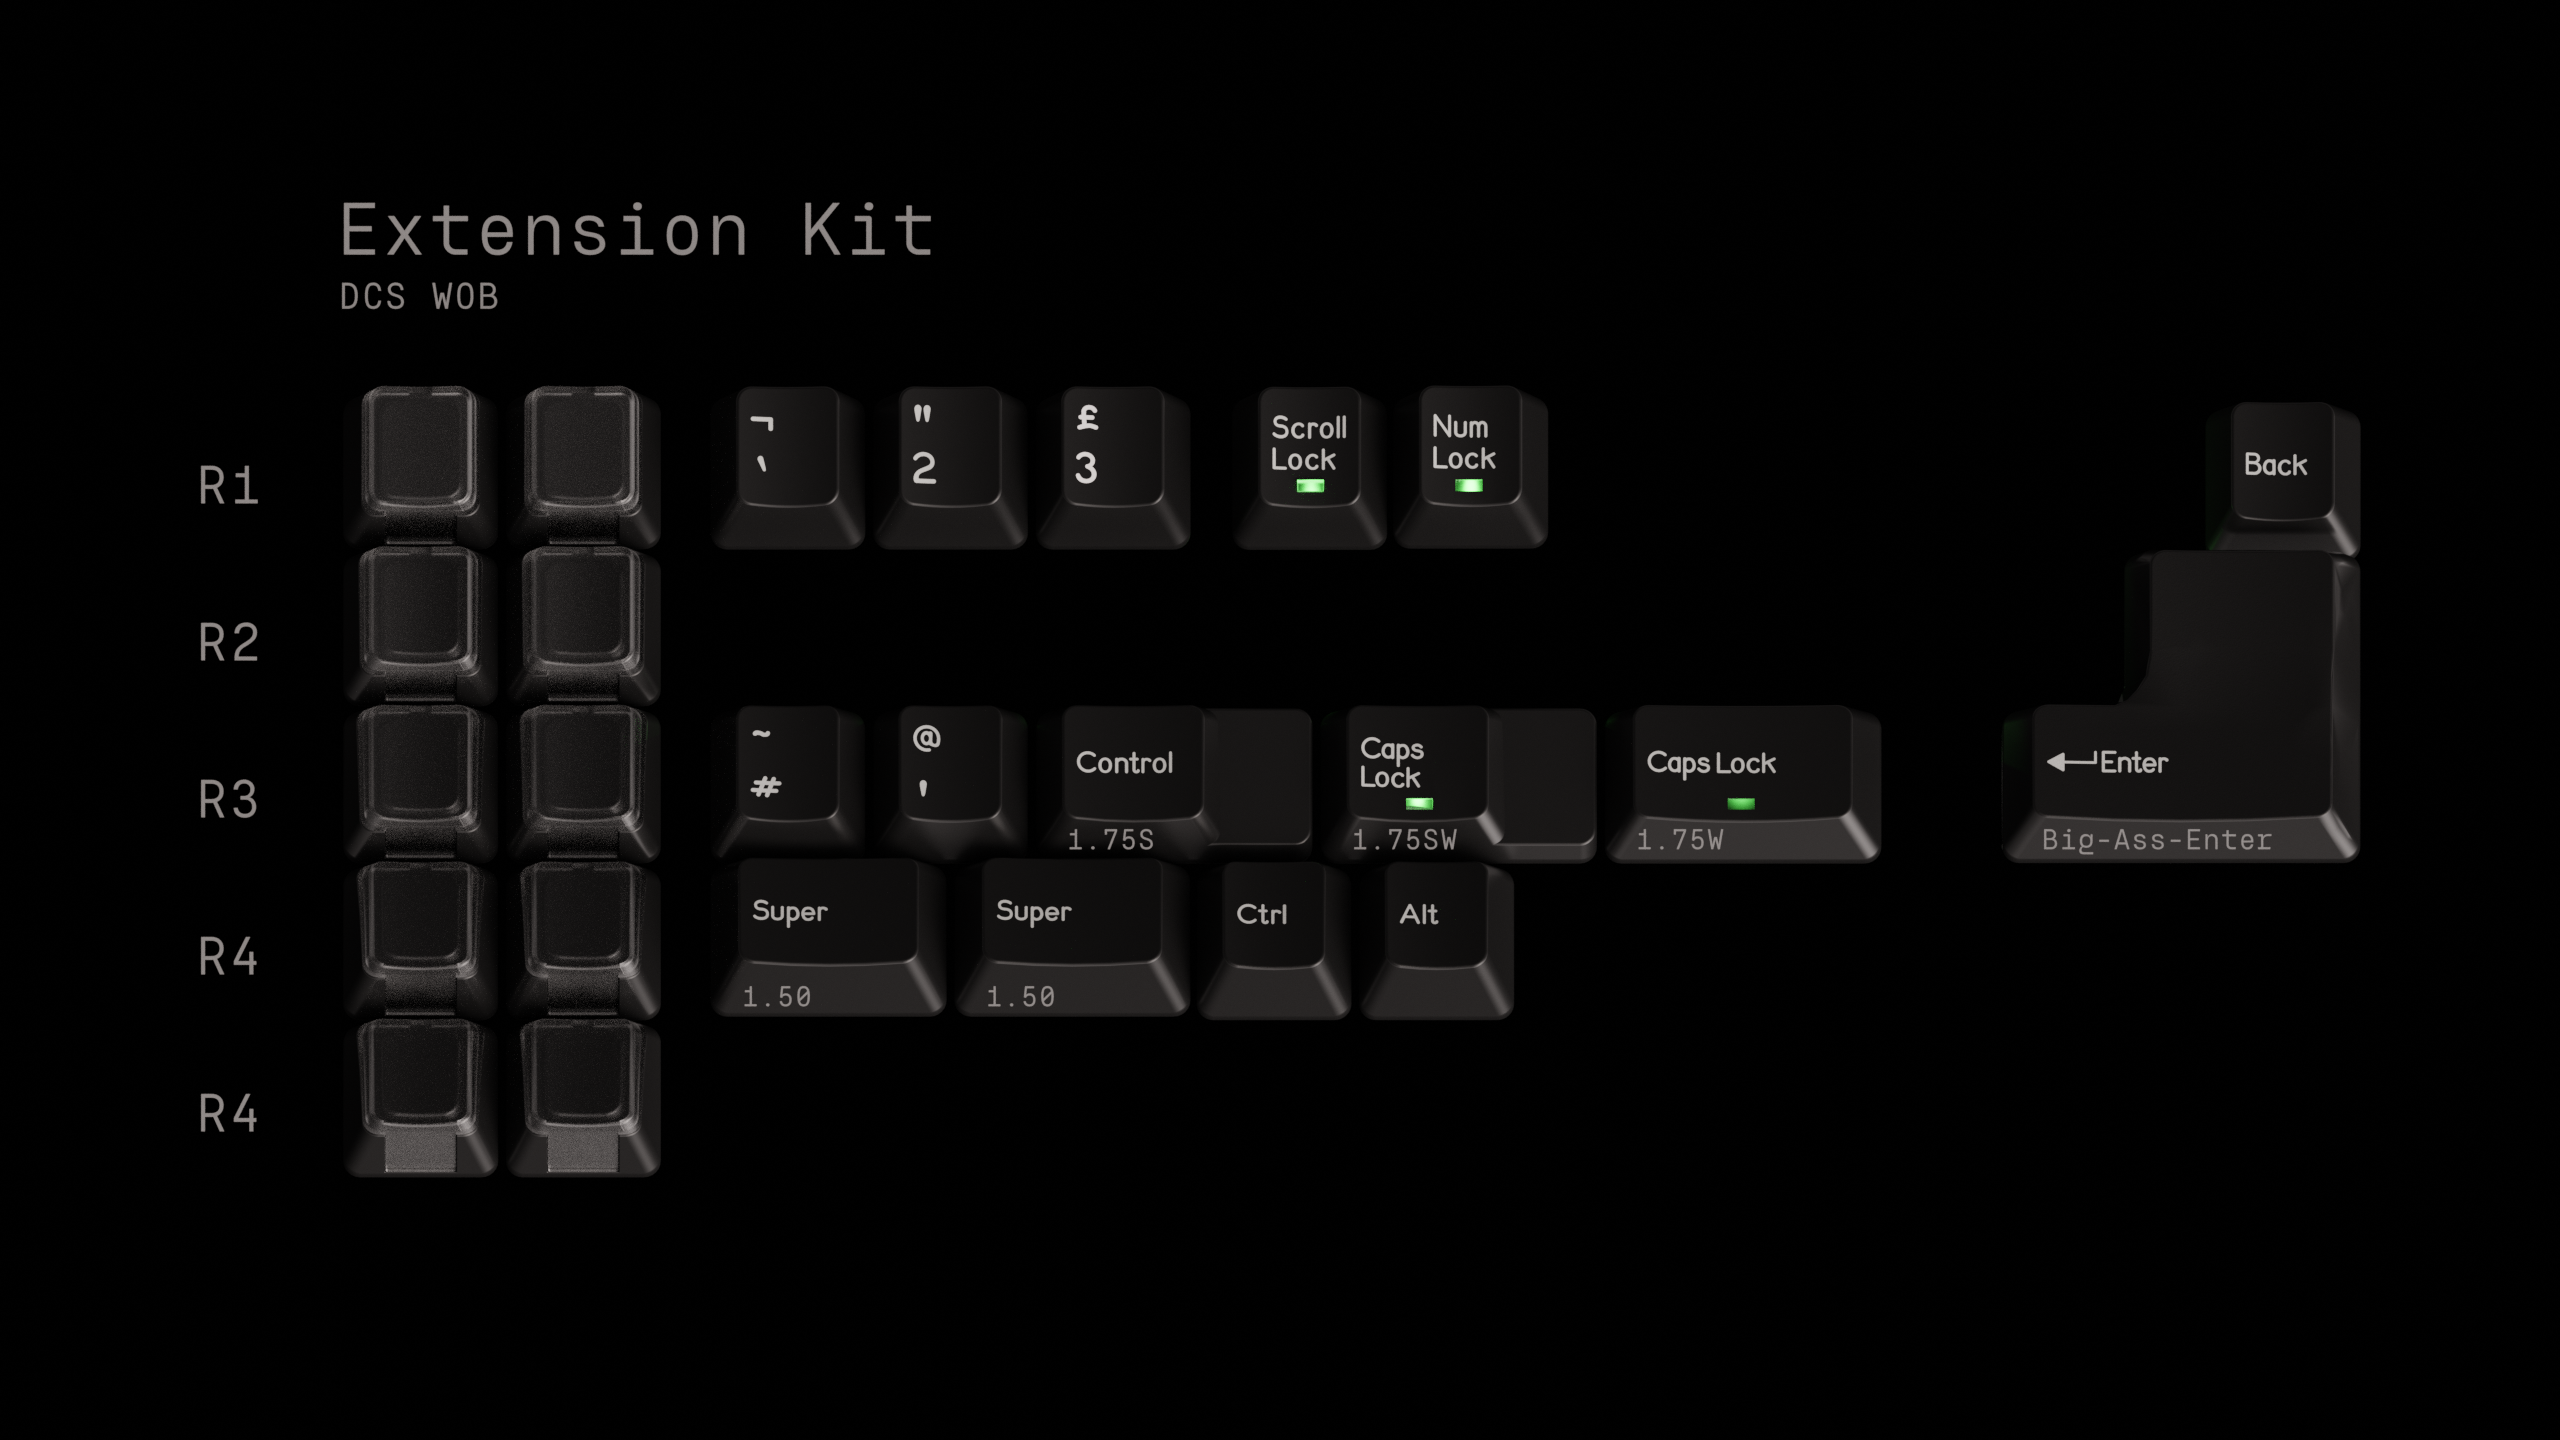 Extension Kit
DCS WOB
R1
¬
`
"
2
£
3
Scroll
Lock
Num
Lock
Back
R2
R3
~
#
@
'
Control
1.75S
Caps
Lock
1.75SW
Caps Lock
1.75W
Enter
Big-Ass-Enter
R4
Super
1.50
Super
1.50
Ctrl
Alt
R4